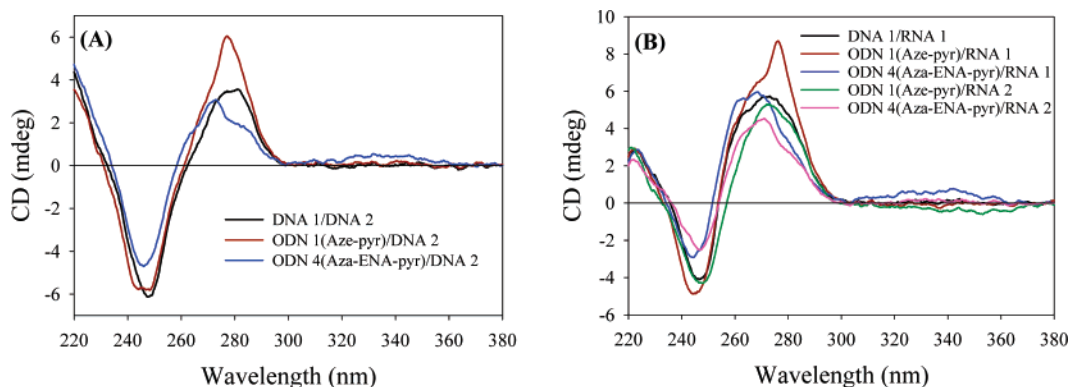 (A)
CD (mdeg)
6
4
2
0
-2
-4
-6
DNA 1/DNA 2
ODN 1(Aze-pyr)/DNA 2
ODN 4(Aza-ENA-pyr)/DNA 2
220 240 260 280 300 320 340 360 380
Wavelength (nm)
(B)
CD (mdeg)
10
8
6
4
2
0
-2
-4
-6
-8
DNA 1/RNA 1
ODN 1(Aze-pyr)/RNA 1
ODN 4(Aza-ENA-pyr)/RNA 1
ODN 1(Aze-pyr)/RNA 2
ODN 4(Aza-ENA-pyr)/RNA 2
220 240 260 280 300 320 340 360 380
Wavelength (nm)